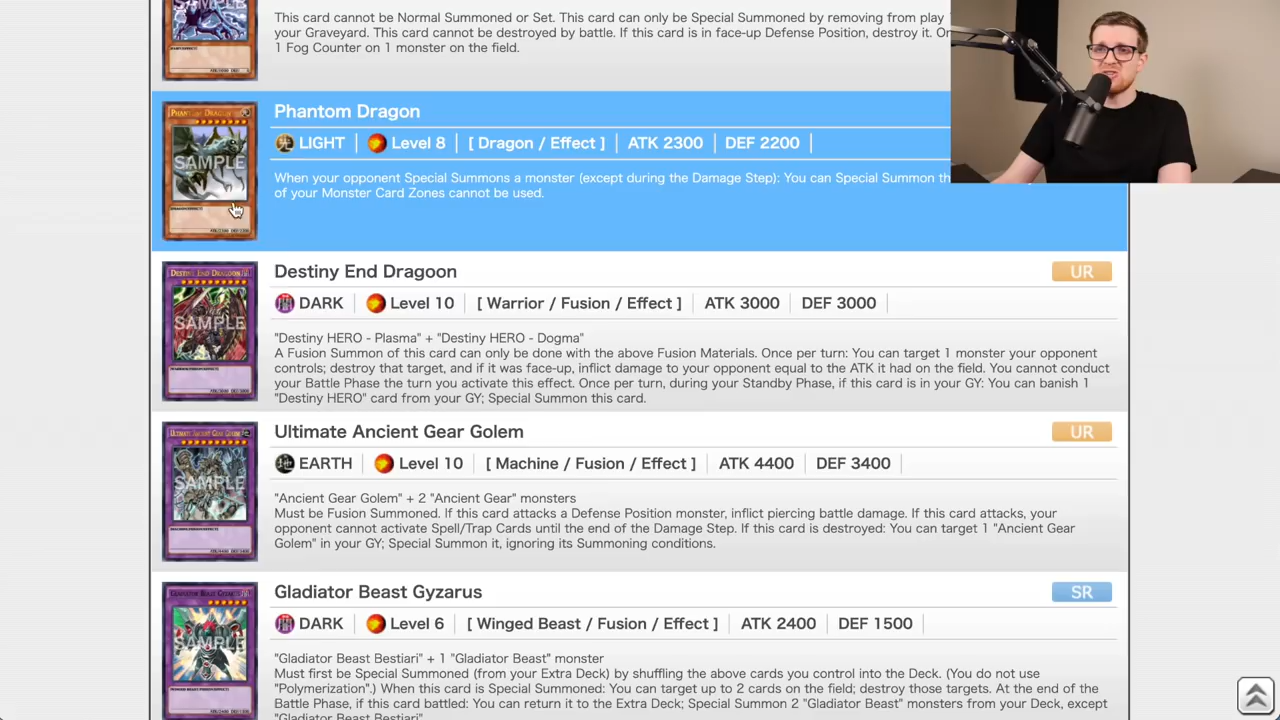 This card cannot be Normal Summoned or Set. This card can only be Special Summoned by removing from play
your Graveyard. This card cannot be destroyed by battle. If this card is in face-up Defense Position, destroy it.
1 Fog Counter on 1 monster on the field.
PHANTOM DRAGON
SAMPLE
Phantom Dragon
LIGHT Level 8 [ Dragon / Effect ] ATK 2300 DEF 2200
When your opponent Special Summons a monster (except during the Damage Step): You can Special Summon
of your Monster Card Zones cannot be used.
DESTINY END DRAGOON
SAMPLE
Destiny End Dragoon
UR
DARK Level 10 [ Warrior / Fusion / Effect ] ATK 3000 DEF 3000
"Destiny HERO - Plasma" + "Destiny HERO - Dogma"
A Fusion Summon of this card can only be done with the above Fusion Materials. Once per turn: You can target 1 monster your opponent
controls; destroy that target, and if it was face-up, inflict damage to your opponent equal to the ATK it had on the field. You cannot conduct
your Battle Phase the turn you activate this effect. Once per turn, during your Standby Phase, if this card is in your GY: You can banish 1
"Destiny HERO" card from your GY; Special Summon this card.
ULTIMATE ANCIENT GEAR GOLEM
SAMPLE
Ultimate Ancient Gear Golem
UR
EARTH Level 10 [ Machine / Fusion / Effect ] ATK 4400 DEF 3400
"Ancient Gear Golem" + 2 "Ancient Gear" monsters
Must be Fusion Summoned. If this card attacks a Defense Position monster, inflict piercing battle damage. If this card attacks, your
opponent cannot activate Spell/Trap Cards until the end of the Damage Step. If this card is destroyed: You can target 1 "Ancient Gear
Golem" in your GY; Special Summon it, ignoring its Summoning conditions.
GLADIATOR BEAST GYZARUS
SAMPLE
Gladiator Beast Gyzarus
SR
DARK Level 6 [ Winged Beast / Fusion / Effect ] ATK 2400 DEF 1500
"Gladiator Beast Bestiari" + 1 "Gladiator Beast" monster
Must first be Special Summoned (from your Extra Deck) by shuffling the above cards you control into the Deck. (You do not use
"Polymerization".) When this card is Special Summoned: You can target up to 2 cards on the field; destroy those targets. At the end of the
Battle Phase, if this card battled: You can return it to the Extra Deck; Special Summon 2 "Gladiator Beast" monsters from your Deck, except
"Gladiator Beast Bestiari".